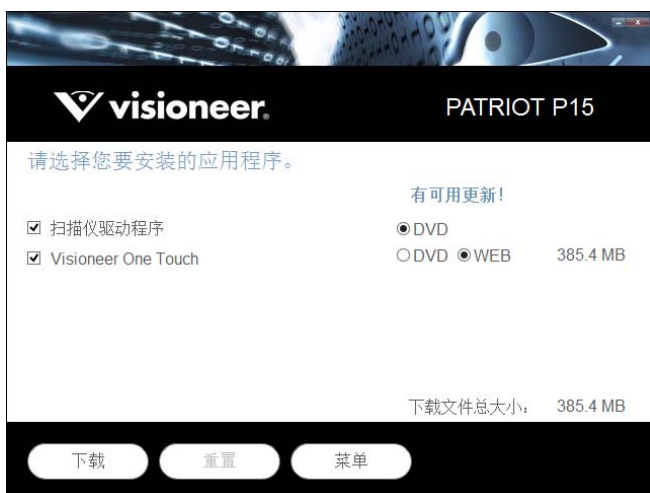 visioneer®
PATRIOT P15
请选择您要安装的应用程序。
有可用更新!
扫描仪驱动程序
DVD
Visioneer One Touch
DVD WEB 385.4 MB
下载文件总大小: 385.4 MB
下载 重置 菜单